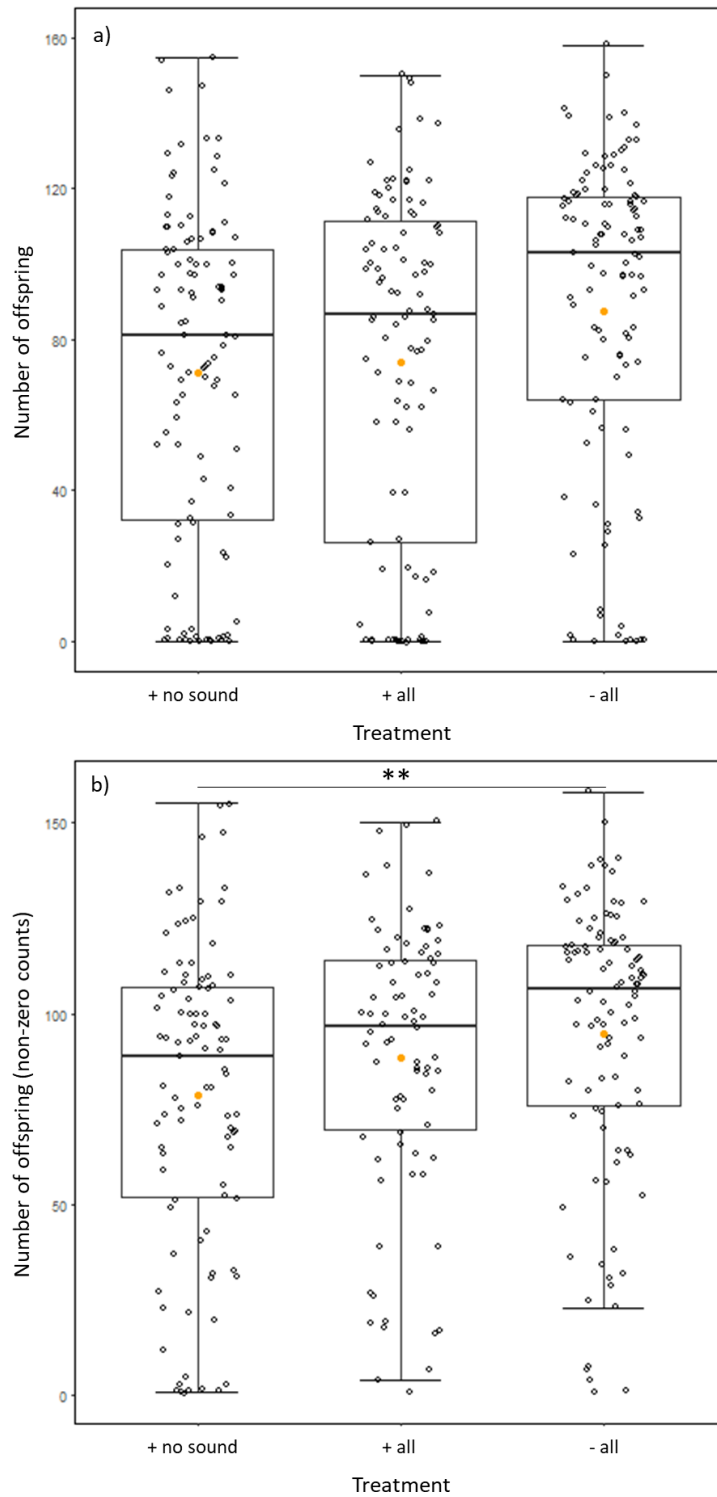 a)
160
120
80
40
0
Number of offspring
+ no sound
+ all
- all
Treatment
b)
**
150
100
50
0
Number of offspring (non-zero counts)
+ no sound
+ all
- all
Treatment